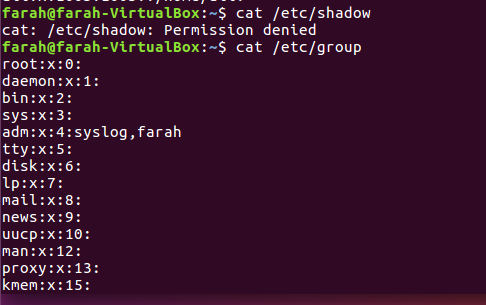 farah@farah-VirtualBox:~$ cat /etc/shadow
cat: /etc/shadow: Permission denied
farah@farah-VirtualBox:~$ cat /etc/group
root:x:0:
daemon:x:1:
bin:x:2:
sys:x:3:
adm:x:4:syslog,farah
tty:x:5:
disk:x:6:
lp:x:7:
mail:x:8:
news:x:9:
uucp:x:10:
man:x:12:
proxy:x:13:
kmem:x:15: